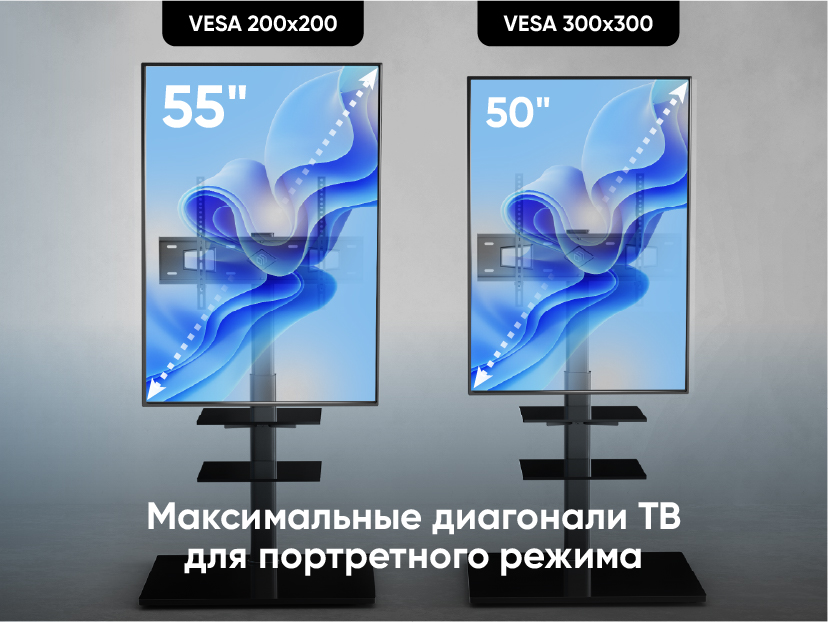 VESA 200x200
VESA 300x300
55"
50"
Максимальные диагонали ТВ
для портретного режима